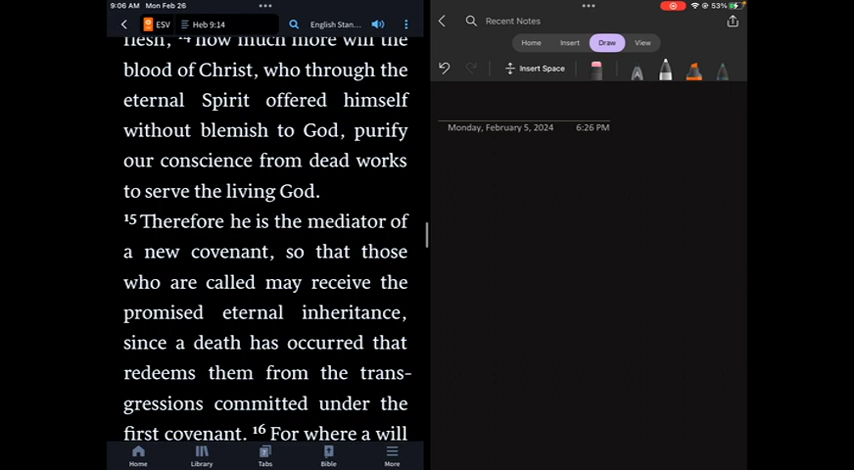 9:06 AM Mon Feb 26
53%
ESV
Heb 9:14
English Stan...
flesh, 14 how much more will the
blood of Christ, who through the
eternal Spirit offered himself
without blemish to God, purify
our conscience from dead works
to serve the living God.
15 Therefore he is the mediator of
a new covenant, so that those
who are called may receive the
promised eternal inheritance,
since a death has occurred that
redeems them from the trans-
gressions committed under the
first covenant. 16 For where a will
Home
Library
Tabs
Bible
More
Recent Notes
Home
Insert
Draw
View
Insert Space
Monday, February 5, 2024
6:26 PM